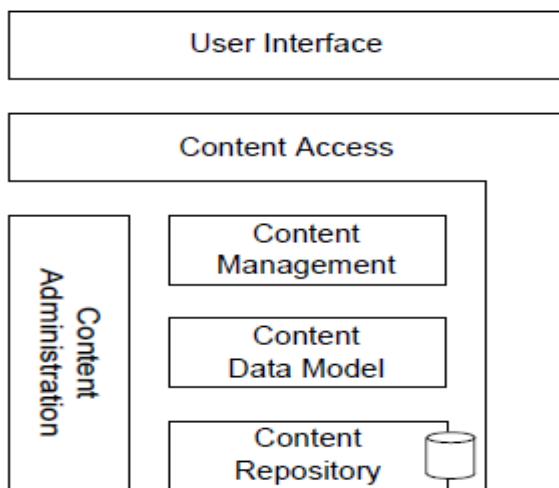 User Interface
Content Access
Content
Management
Content
Administration
Content
Data Model
Content
Repository